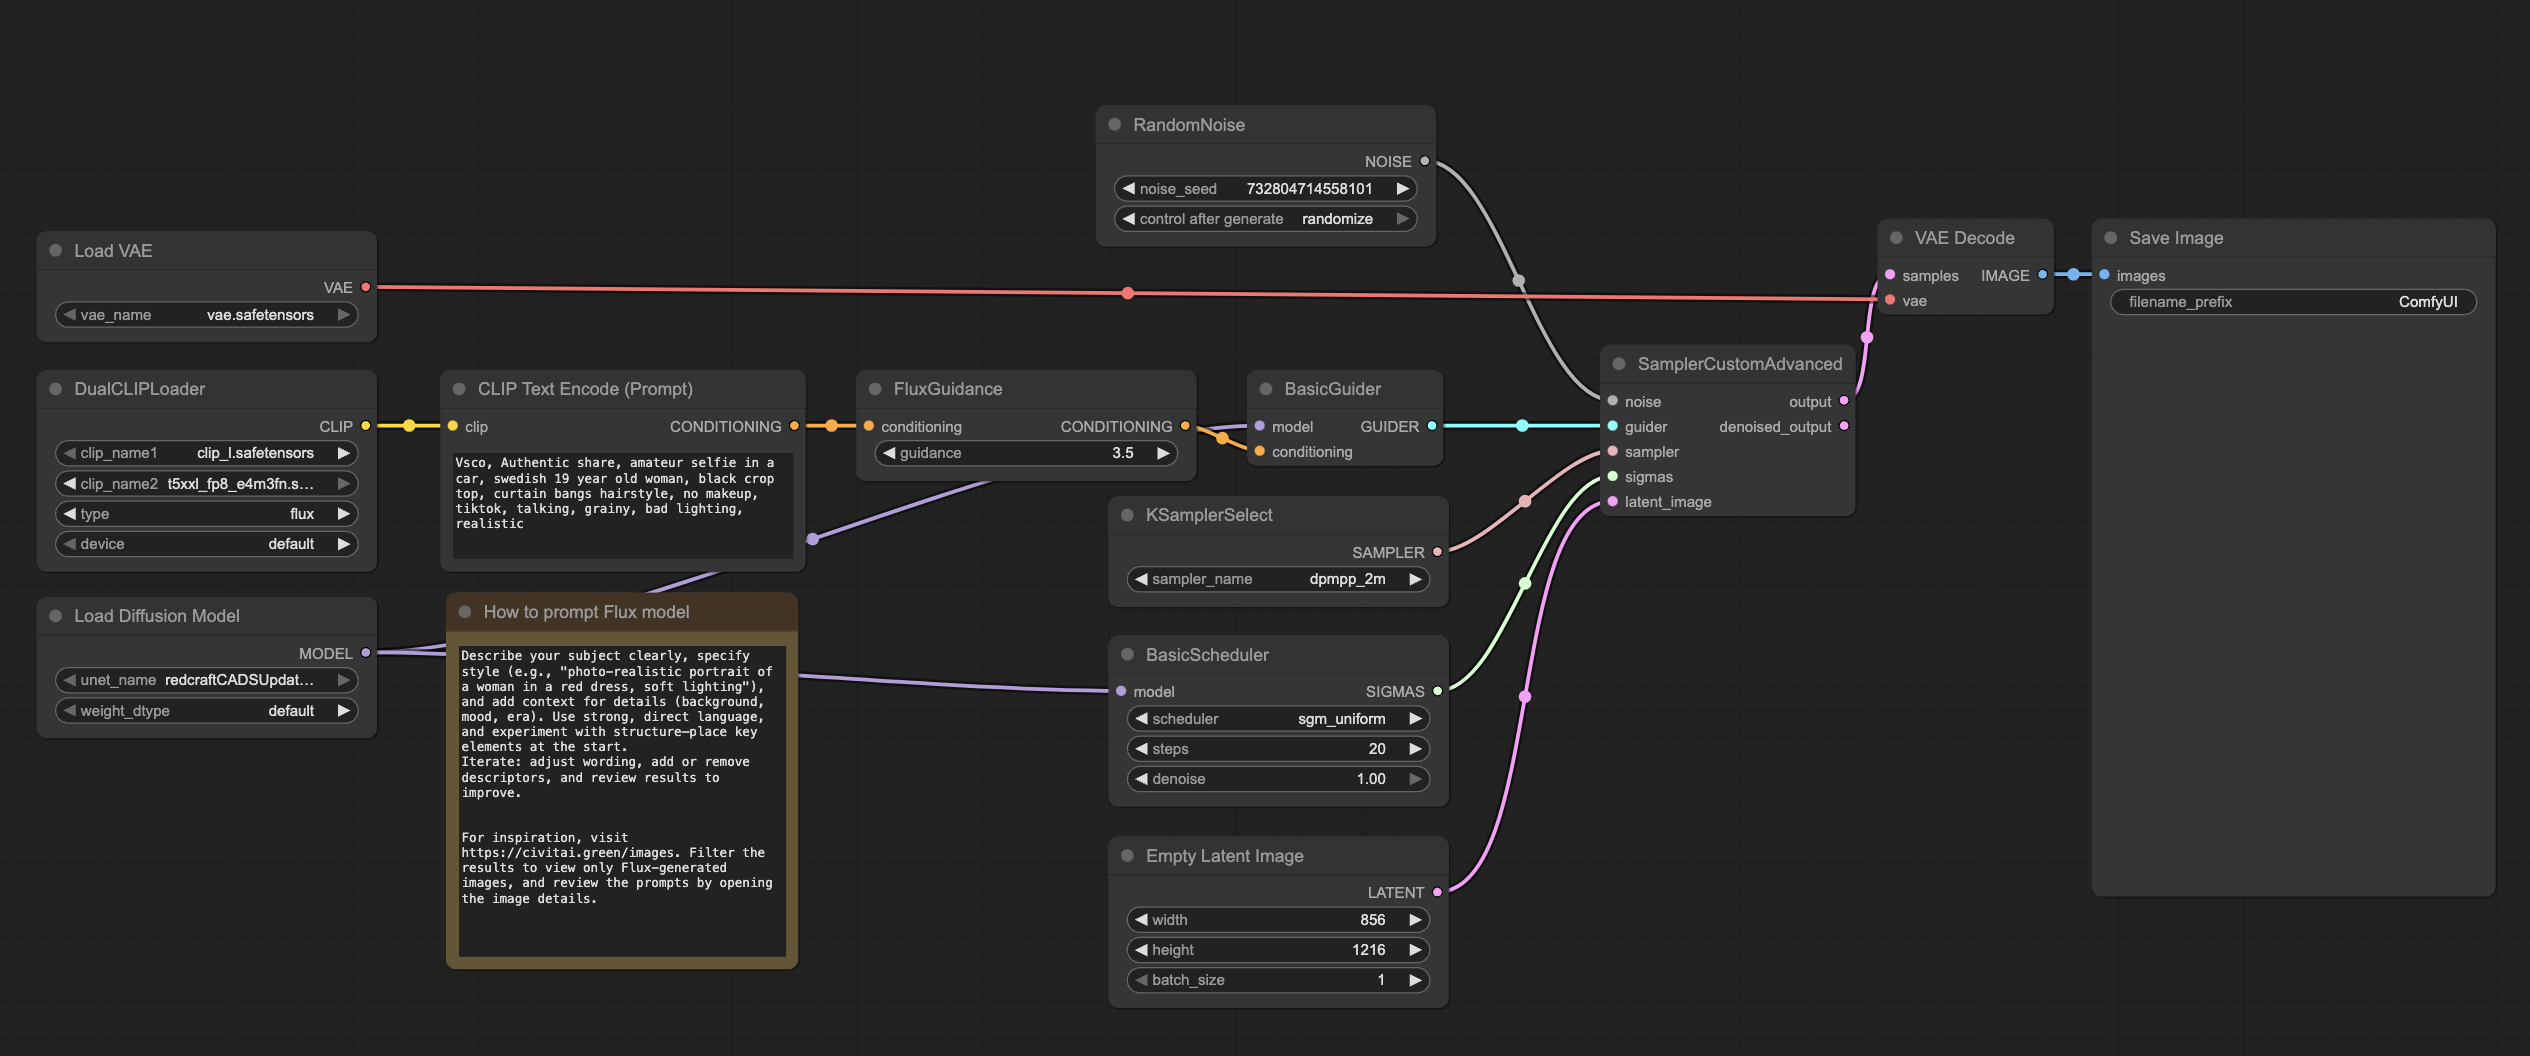 RandomNoise
NOISE
noise_seed 732804714558101
control after generate randomize
Load VAE
VAE
vae_name vae.safetensors
VAE Decode
samples IMAGE
vae
Save Image
images
filename_prefix ComfyUI
DualCLIPLoader
CLIP
clip_name1 clip_l.safetensors
clip_name2 t5xxl_fp8_e4m3fn.s...
type flux
device default
CLIP Text Encode (Prompt)
clip CONDITIONING
Vsco, Authentic share, amateur selfie in a
car, swedish 19 year old woman, black crop
top, curtain bangs hairstyle, no makeup,
tiktok, talking, grainy, bad lighting,
realistic
FluxGuidance
conditioning CONDITIONING
guidance 3.5
BasicGuider
model GUIDER
conditioning
SamplerCustomAdvanced
noise output
guider denoised_output
sampler
sigmas
latent_image
KSamplerSelect
SAMPLER
sampler_name dpmpp_2m
Load Diffusion Model
MODEL
unet_name redcraftCADSUpdat...
weight_dtype default
How to prompt Flux model
Describe your subject clearly, specify
style (e.g., "photo-realistic portrait of
a woman in a red dress, soft lighting"),
and add context for details (background,
mood, era). Use strong, direct language,
and experiment with structure—place key
elements at the start.
Iterate: adjust wording, add or remove
descriptors, and review results to
improve.
For inspiration, visit
https://civitai.green/images. Filter the
results to view only Flux-generated
images, and review the prompts by opening
the image details.
BasicScheduler
model SIGMAS
scheduler sgm_uniform
steps 20
denoise 1.00
Empty Latent Image
LATENT
width 856
height 1216
batch_size 1